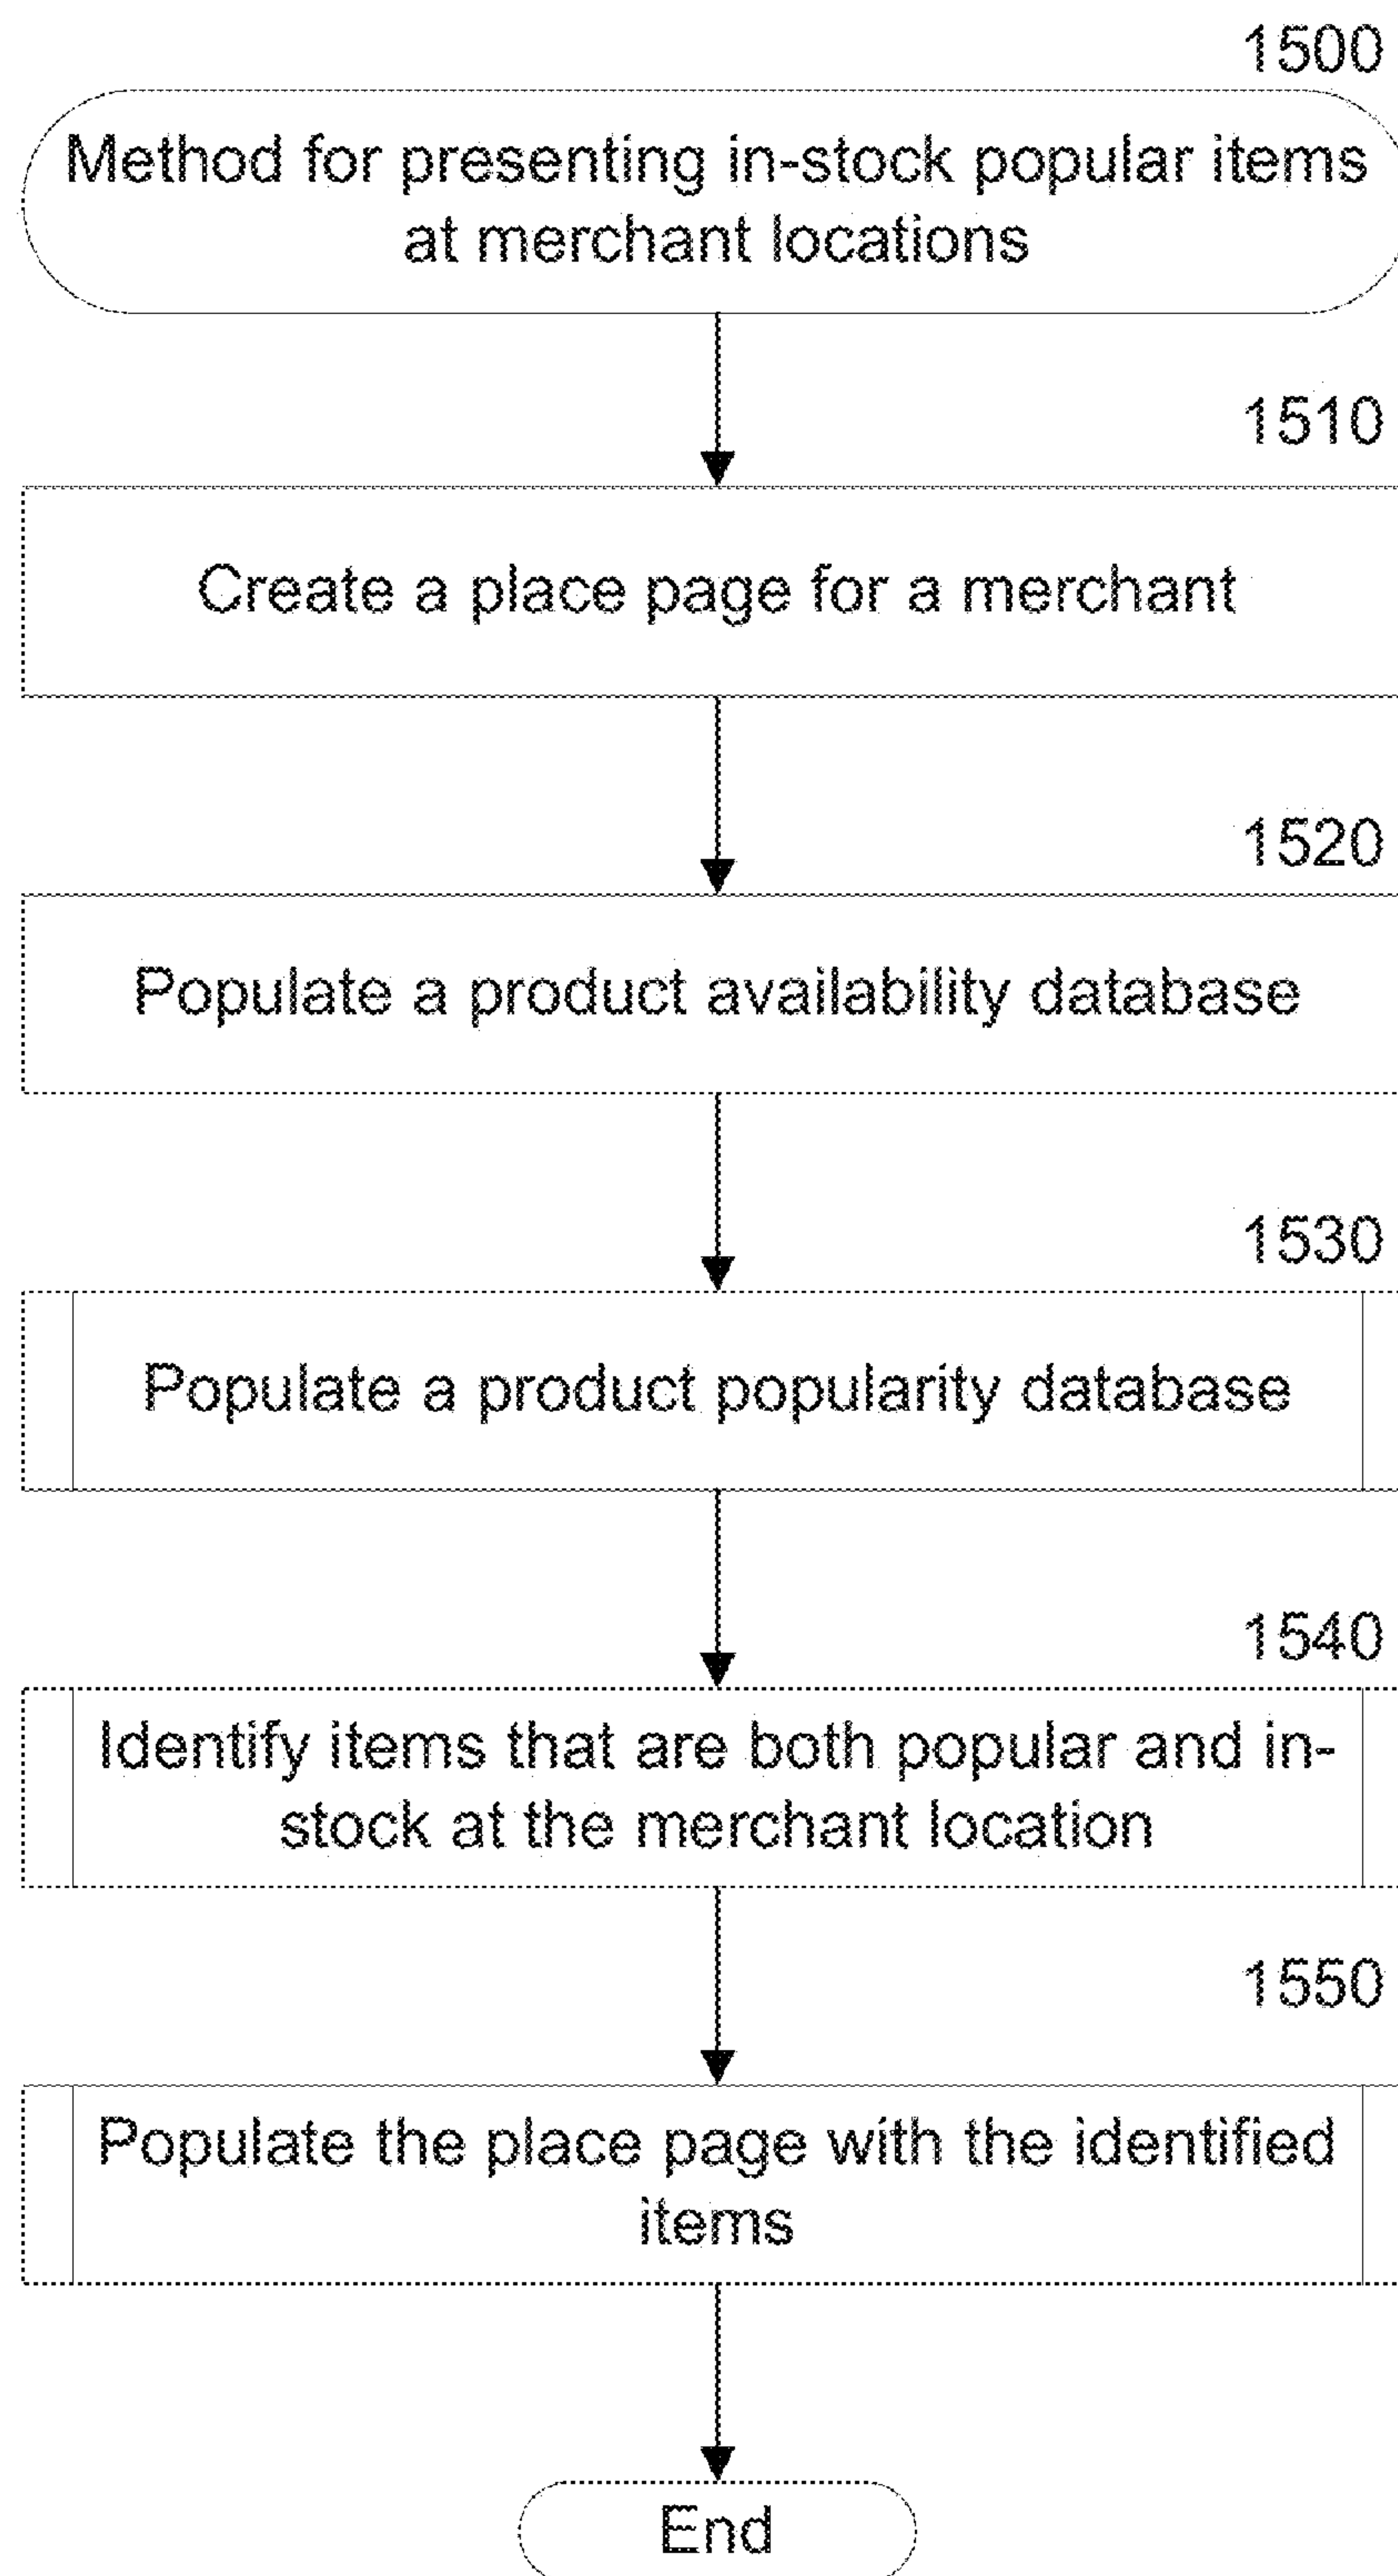 1500
Method for presenting in-stock popular items
at merchant locations
1510
Create a place page for a merchant
1520
Populate a product availability database
1530
Populate a product popularity database
1540
Identify items that are both popular and in-
stock at the merchant location
1550
Populate the place page with the identified
items
End